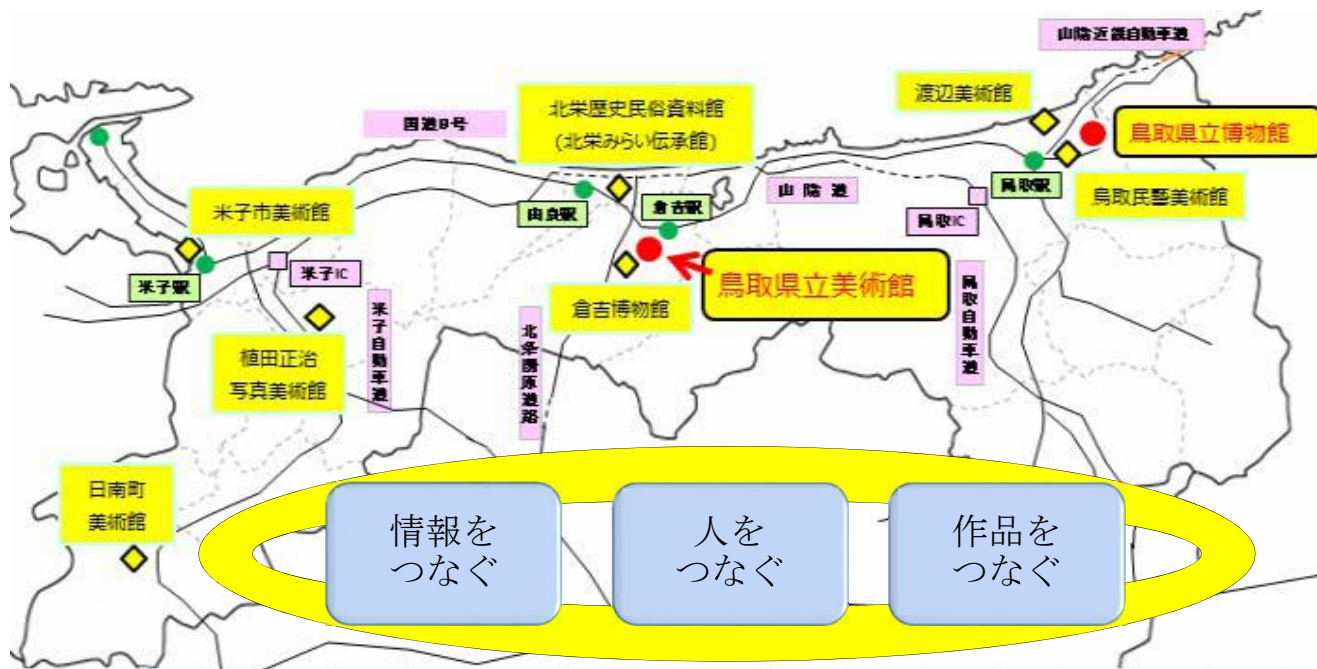 山陰近畿自動車道
渡辺美術館
鳥取県立博物館
北栄歴史民俗資料館
(北栄みらい伝承館)
国道9号
鳥取駅
鳥取民藝美術館
山陰道
鳥取IC
米子市美術館
由良駅
倉吉駅
米子駅
米子IC
鳥取県立美術館
倉吉博物館
植田正治
写真美術館
米子自動車道
北条湯原道路
鳥取自動車道
日南町
美術館
情報を
つなぐ
人を
つなぐ
作品を
つなぐ